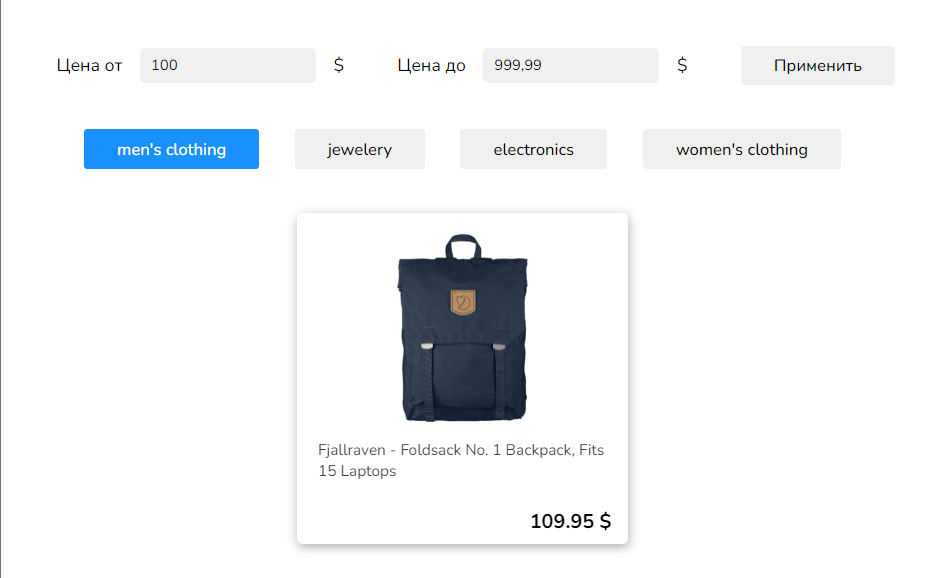 Цена от 100 $ Цена до 999,99 $ Применить
men's clothing jewelery electronics women's clothing
Fjallraven - Foldsack No. 1 Backpack, Fits
15 Laptops
109.95 $